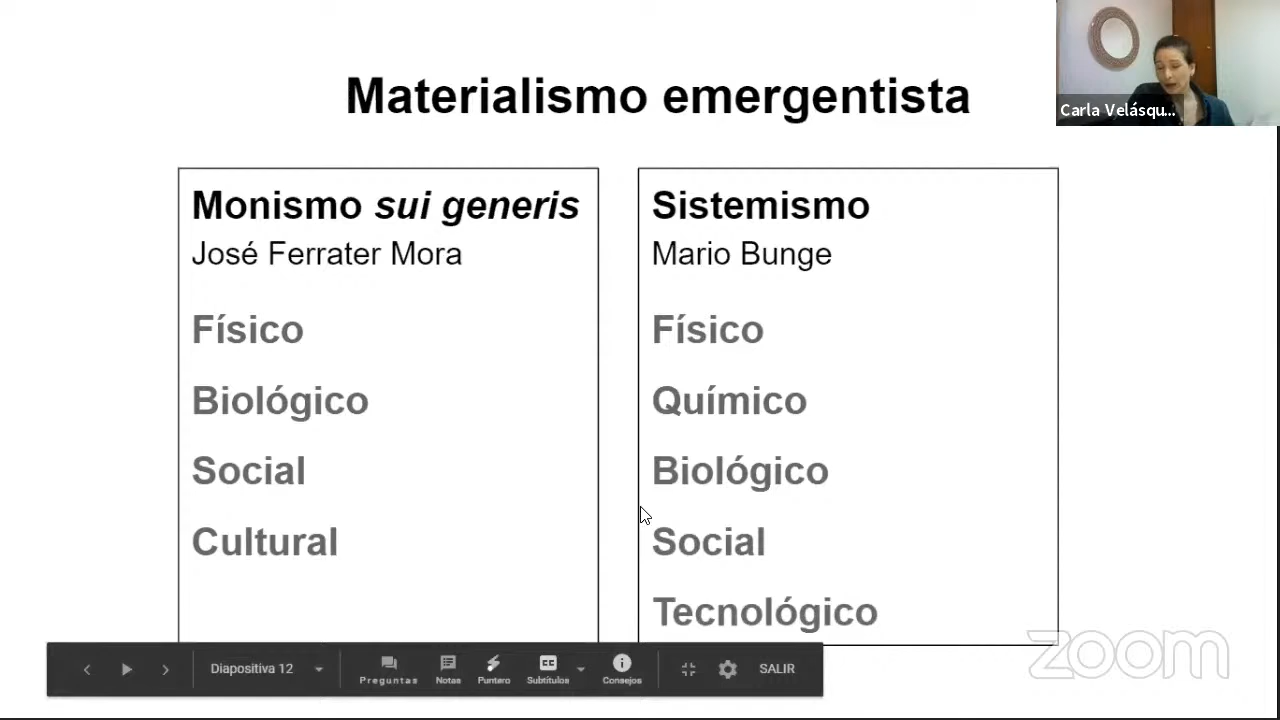 Materialismo emergentista
Carla Velásqu...
Monismo sui generis
José Ferrater Mora
Físico
Biológico
Social
Cultural
Sistemismo
Mario Bunge
Físico
Químico
Biológico
Social
Tecnológico
Diapositiva 12
Preguntas
Notas
Puntero
CC
Subtítulos
Consejos
SALIR
zoom